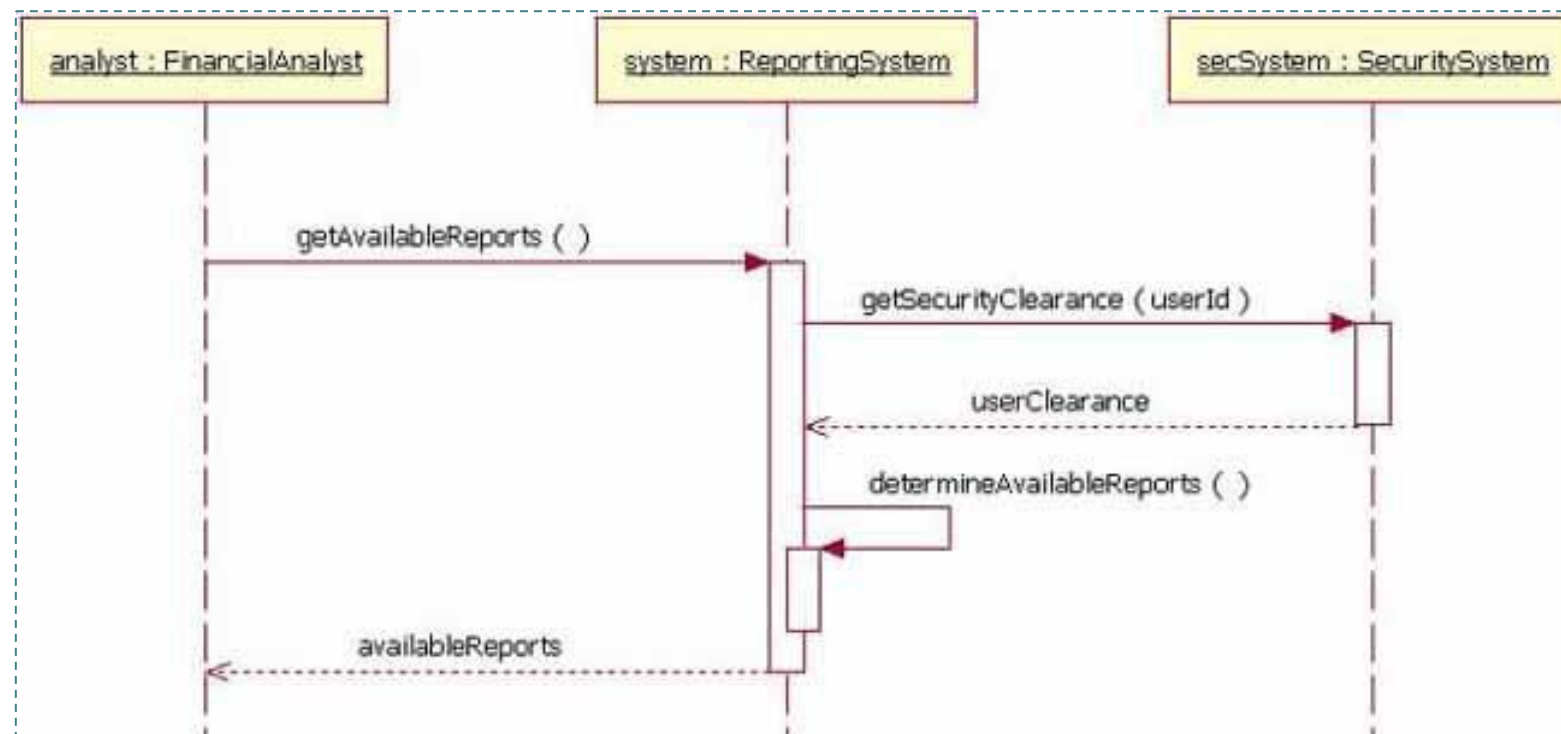 analyst : FinancialAnalyst
system : ReportingSystem
secSystem : SecuritySystem
getAvailableReports ( )
getSecurityClearance ( userId )
userClearance
determineAvailableReports ( )
availableReports